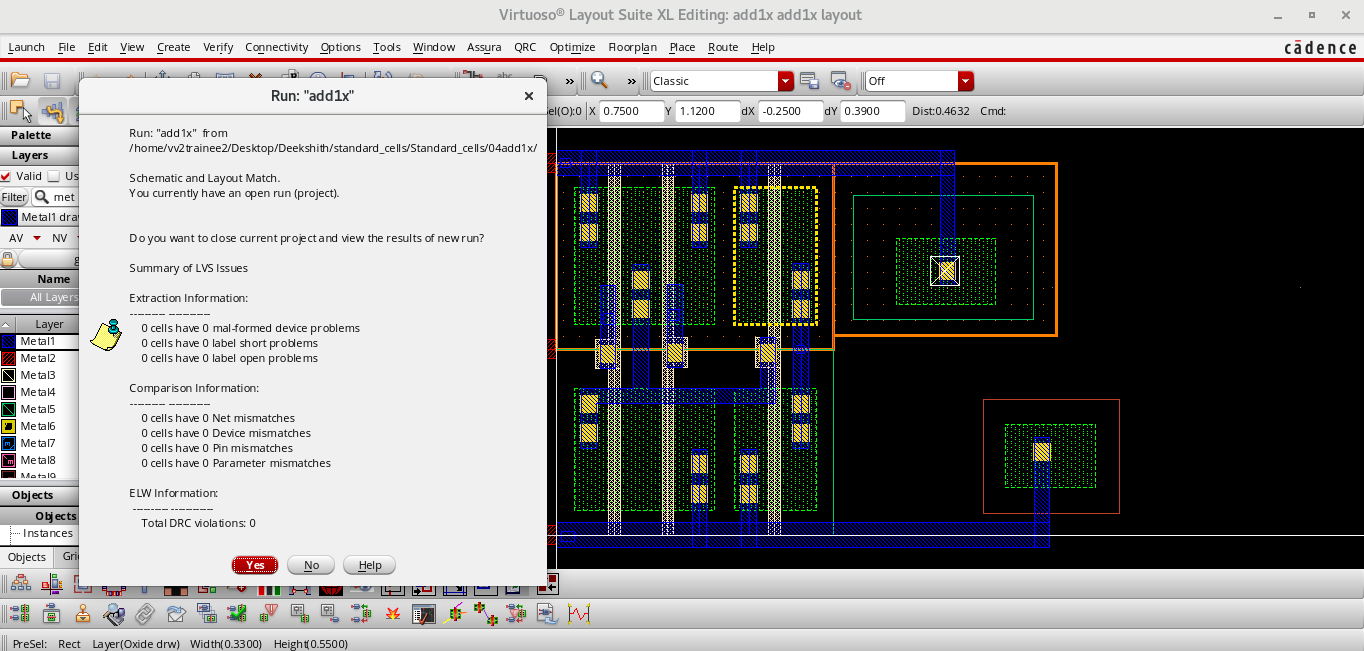 Virtuoso® Layout Suite XL Editing: add1x add1x layout
Launch File Edit View Create Verify Connectivity Options Tools Window Assura QRC Optimize Floorplan Place Route Help
cādence
» » Classic Off
Run: "add1x"
el(O):0 X 0.7500 Y 1.1200 dX -0.2500 dY 0.3900 Dist:0.4632 Cmd:
Palette
Layers
Valid Us
Filter met
Metal1 dra
AV NV
Name
All Layers
Layer
Metal1
Metal2
Metal3
Metal4
Metal5
Metal6
Metal7
Metal8
Metal9
Objects
Objects
Instances
Objects Gri
Run: "add1x" from
/home/vv2trainee2/Desktop/Deekshith/standard_cells/Standard_cells/04add1x/
Schematic and Layout Match.
You currently have an open run (project).
Do you want to close current project and view the results of new run?
Summary of LVS Issues
Extraction Information:
---------- -----------
0 cells have 0 mal-formed device problems
0 cells have 0 label short problems
0 cells have 0 label open problems
Comparison Information:
---------- -----------
0 cells have 0 Net mismatches
0 cells have 0 Device mismatches
0 cells have 0 Pin mismatches
0 cells have 0 Parameter mismatches
ELW Information:
---------- -----------
Total DRC violations: 0
Yes No Help
PreSel: Rect Layer(Oxide drw) Width(0.3300) Height(0.5500)